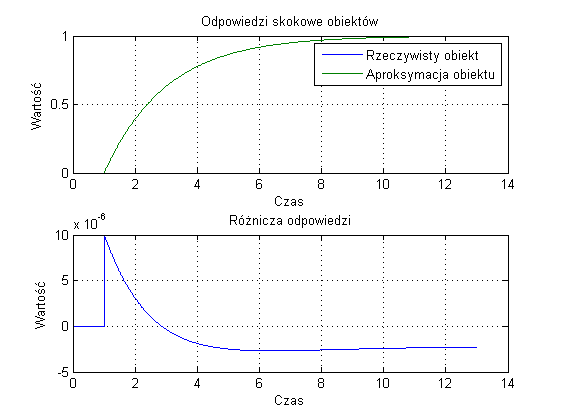 Odpowiedzi skokowe obiektów
1
0.5
0
Wartość
Rzeczywisty obiekt
Aproksymacja obiektu
0 2 4 6 8 10 12 14
Czas
Różnicza odpowiedzi
x 10^-6
10
5
0
-5
Wartość
0 2 4 6 8 10 12 14
Czas